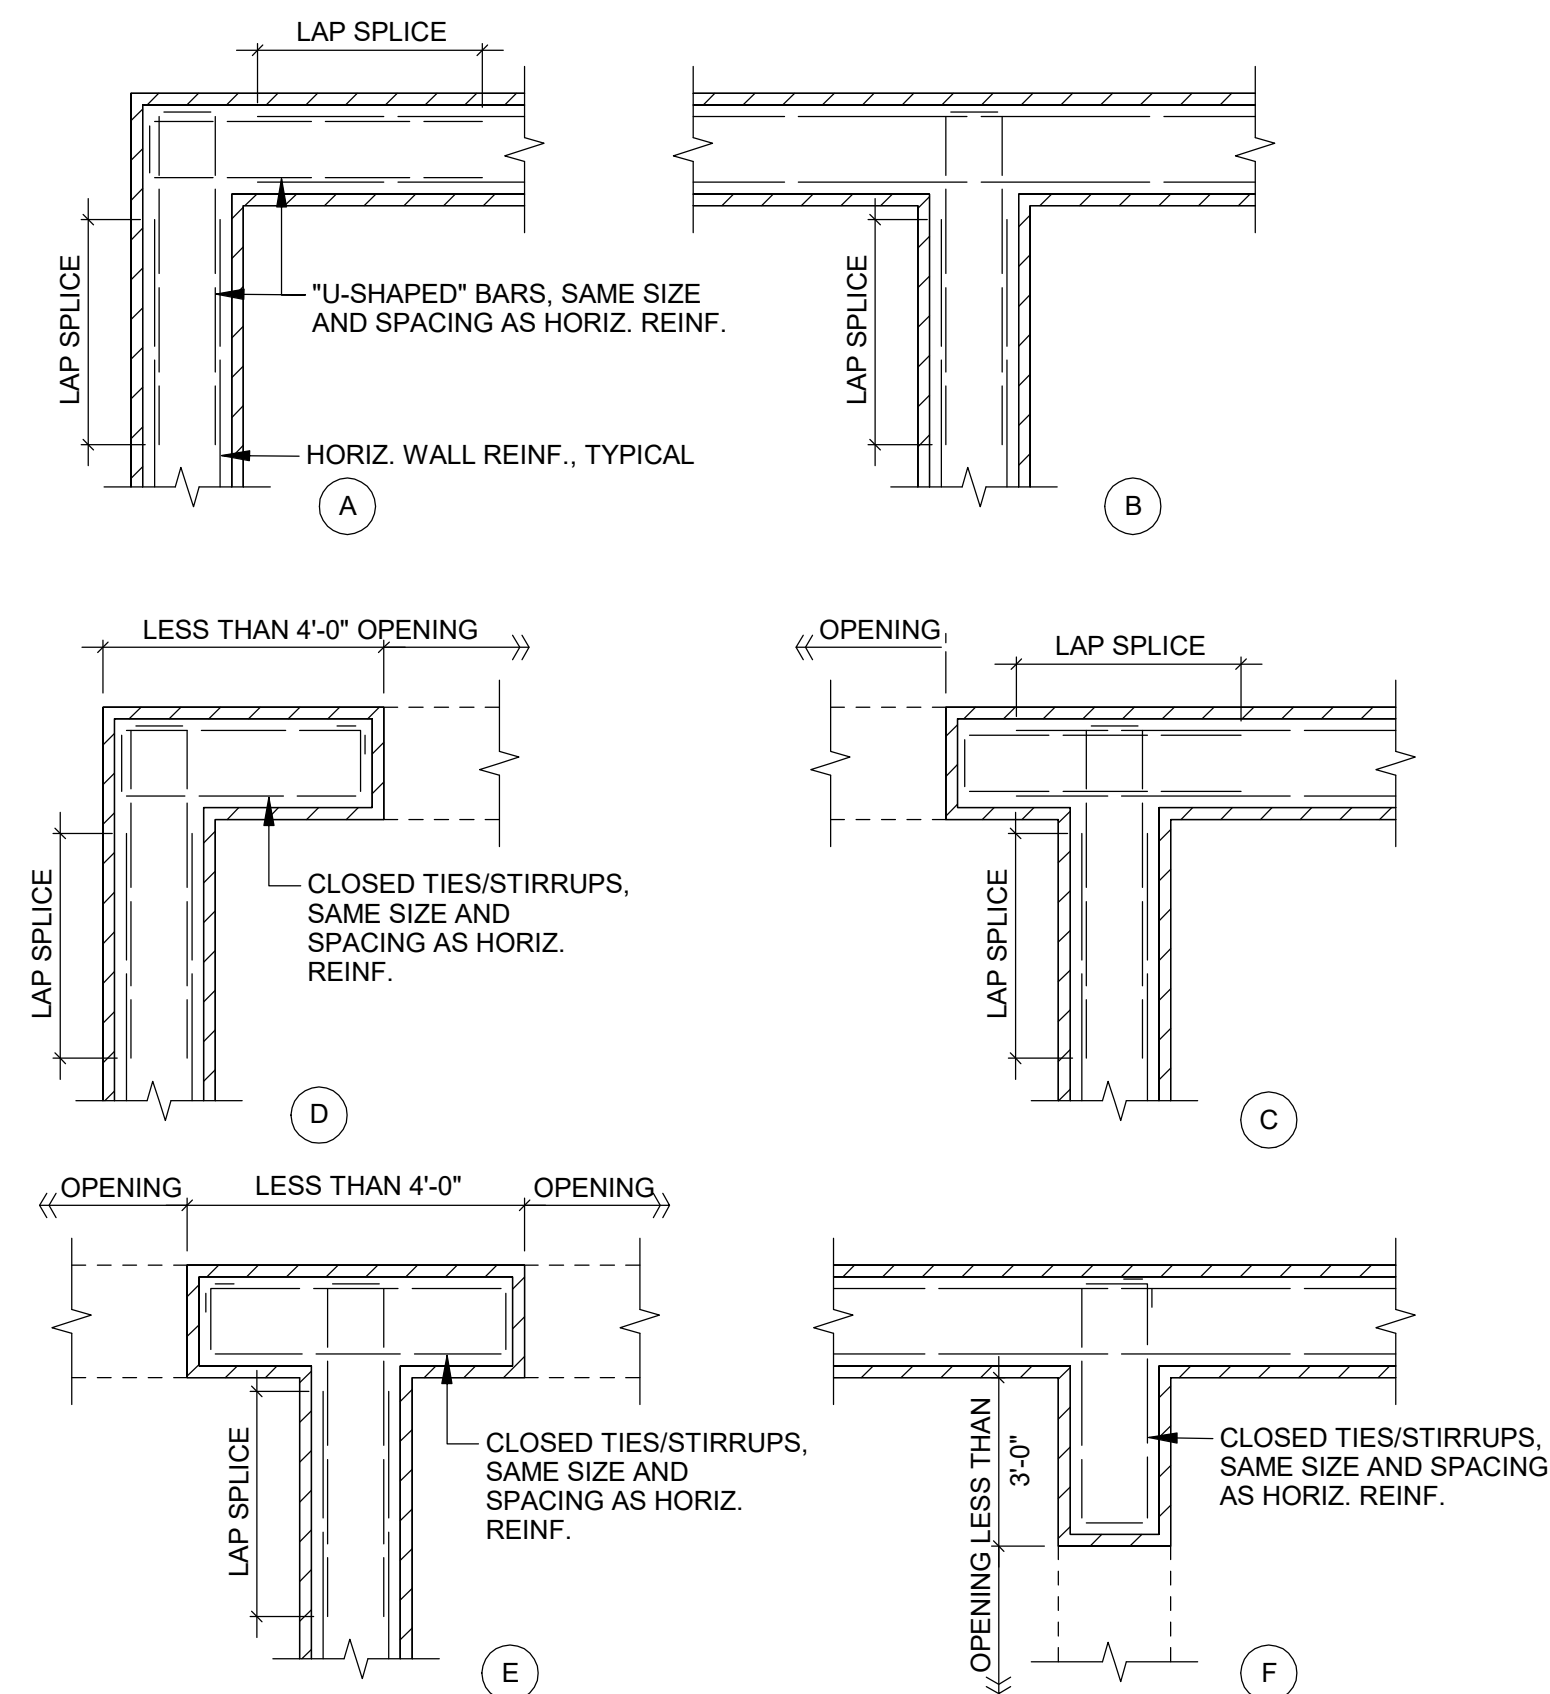 LAP SPLICE
LAP SPLICE
"U-SHAPED" BARS, SAME SIZE
AND SPACING AS HORIZ. REINF.
HORIZ. WALL REINF., TYPICAL
A
LAP SPLICE
B
LESS THAN 4'-0" OPENING
LAP SPLICE
CLOSED TIES/STIRRUPS,
SAME SIZE AND
SPACING AS HORIZ.
REINF.
D
OPENING
LAP SPLICE
LAP SPLICE
C
OPENING
LESS THAN 4'-0"
OPENING
LAP SPLICE
CLOSED TIES/STIRRUPS,
SAME SIZE AND
SPACING AS HORIZ.
REINF.
E
OPENING LESS THAN
3'-0"
CLOSED TIES/STIRRUPS,
SAME SIZE AND SPACING
AS HORIZ. REINF.
F